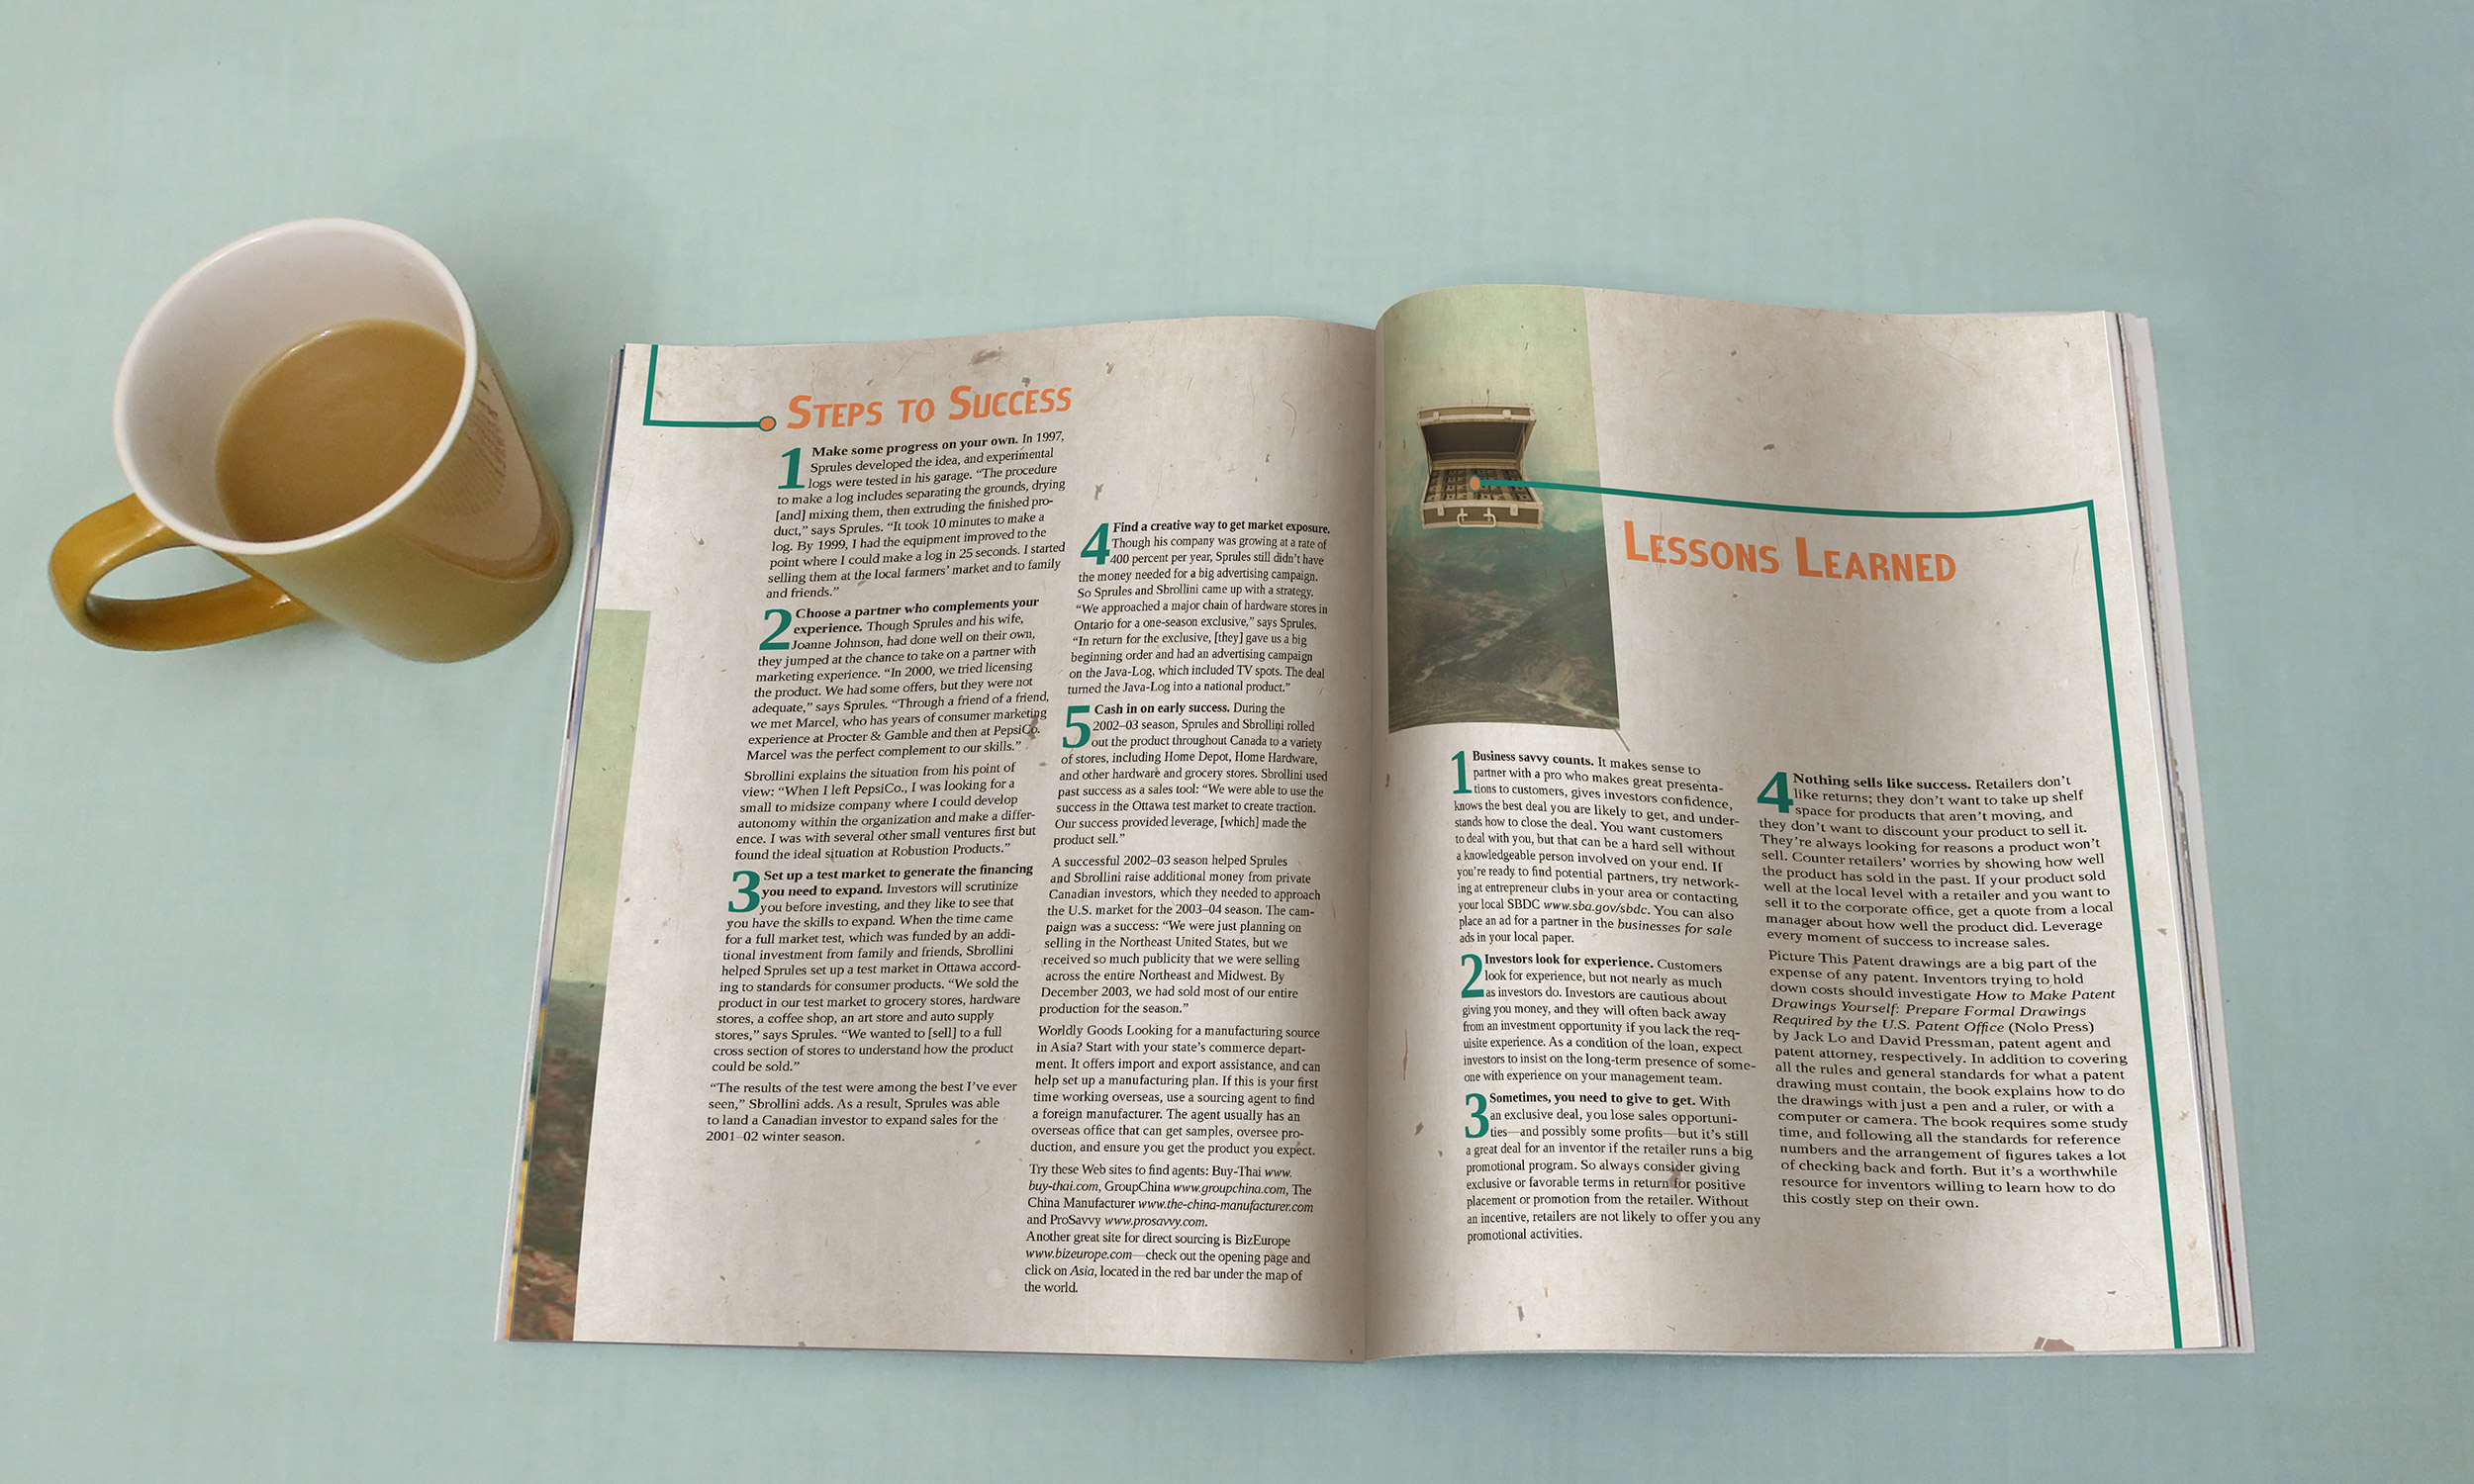 Steps to Success
1 Make some progress on your own. In 1997,
Sprules developed the idea, and experimental
logs were tested in his garage. “The procedure
to make a log includes separating the grounds, drying
[and] mixing them, then extruding the finished pro-
duct,” says Sprules. “It took 10 minutes to make a
log. By 1999, I had the equipment improved to the
point where I could make a log in 25 seconds. I started
selling them at the local farmers’ market and to family
and friends.”
2 Choose a partner who complements your
experience. Though Sprules and his wife,
Joanne Johnson, had done well on their own,
they jumped at the chance to take on a partner with
marketing experience. “In 2000, we tried licensing
the product. We had some offers, but they were not
adequate,” says Sprules. “Through a friend of a friend,
we met Marcel, who has years of consumer marketing
experience at Procter & Gamble and then at PepsiCo.
Marcel was the perfect complement to our skills.”
Sbrollini explains the situation from his point of
view: “When I left PepsiCo., I was looking for a
small to midsize company where I could develop
autonomy within the organization and make a differ-
ence. I was with several other small ventures first but
found the ideal situation at Robustion Products.”
3 Set up a test market to generate the financing
you need to expand. Investors will scrutinize
you before investing, and they like to see that
you have the skills to expand. When the time came
for a full market test, which was funded by an addi-
tional investment from family and friends, Sbrollini
helped Sprules set up a test market in Ottawa accord-
ing to standards for consumer products. “We sold the
product in our test market to grocery stores, hardware
stores, a coffee shop, an art store and auto supply
stores,” says Sprules. “We wanted to [sell] to a full
cross section of stores to understand how the product
could be sold.”
“The results of the test were among the best I’ve ever
seen,” Sbrollini adds. As a result, Sprules was able
to land a Canadian investor to expand sales for the
2001–02 winter season.
4 Find a creative way to get market exposure.
Though his company was growing at a rate of
400 percent per year, Sprules still didn’t have
the money needed for a big advertising campaign.
So Sprules and Sbrollini came up with a strategy.
“We approached a major chain of hardware stores in
Ontario for a one-season exclusive,” says Sprules.
“In return for the exclusive, [they] gave us a big
beginning order and had an advertising campaign
on the Java-Log, which included TV spots. The deal
turned the Java-Log into a national product.”
5 Cash in on early success. During the
2002–03 season, Sprules and Sbrollini rolled
out the product throughout Canada to a variety
of stores, including Home Depot, Home Hardware,
and other hardware and grocery stores. Sbrollini used
past success as a sales tool: “We were able to use the
success in the Ottawa test market to create traction.
Our success provided leverage, [which] made the
product sell.”
A successful 2002–03 season helped Sprules
and Sbrollini raise additional money from private
Canadian investors, which they needed to approach
the U.S. market for the 2003–04 season. The cam-
paign was a success: “We were just planning on
selling in the Northeast United States, but we
received so much publicity that we were selling
across the entire Northeast and Midwest. By
December 2003, we had sold most of our entire
production for the season.”
Worldly Goods Looking for a manufacturing source
in Asia? Start with your state’s commerce depart-
ment. It offers import and export assistance, and can
help set up a manufacturing plan. If this is your first
time working overseas, use a sourcing agent to find
a foreign manufacturer. The agent usually has an
overseas office that can get samples, oversee pro-
duction, and ensure you get the product you expect.
Try these Web sites to find agents: Buy-Thai www.
buy-thai.com, GroupChina www.groupchina.com, The
China Manufacturer www.the-china-manufacturer.com
and ProSavvy www.prosavvy.com.
Another great site for direct sourcing is BizEurope
www.bizeurope.com—check out the opening page and
click on Asia, located in the red bar under the map of
the world.
Lessons Learned
1 Business savvy counts. It makes sense to
partner with a pro who makes great presenta-
tions to customers, gives investors confidence,
knows the best deal you are likely to get, and under-
stands how to close the deal. You want customers
to deal with you, but that can be a hard sell without
a knowledgeable person involved on your end. If
you’re ready to find potential partners, try network-
ing at entrepreneur clubs in your area or contacting
your local SBDC www.sba.gov/sbdc. You can also
place an ad for a partner in the businesses for sale
ads in your local paper.
2 Investors look for experience. Customers
look for experience, but not nearly as much
as investors do. Investors are cautious about
giving you money, and they will often back away
from an investment opportunity if you lack the req-
uisite experience. As a condition of the loan, expect
investors to insist on the long-term presence of some-
one with experience on your management team.
3 Sometimes, you need to give to get. With
an exclusive deal, you lose sales opportuni-
ties—and possibly some profits—but it’s still
a great deal for an inventor if the retailer runs a big
promotional program. So always consider giving
exclusive or favorable terms in return for positive
placement or promotion from the retailer. Without
an incentive, retailers are not likely to offer you any
promotional activities.
4 Nothing sells like success. Retailers don’t
like returns; they don’t want to take up shelf
space for products that aren’t moving, and
they don’t want to discount your product to sell it.
They’re always looking for reasons a product won’t
sell. Counter retailers’ worries by showing how well
the product has sold in the past. If your product sold
well at the local level with a retailer and you want to
sell it to the corporate office, get a quote from a local
manager about how well the product did. Leverage
every moment of success to increase sales.
Picture This Patent drawings are a big part of the
expense of any patent. Inventors trying to hold
down costs should investigate How to Make Patent
Drawings Yourself: Prepare Formal Drawings
Required by the U.S. Patent Office (Nolo Press)
by Jack Lo and David Pressman, patent agent and
patent attorney, respectively. In addition to covering
all the rules and general standards for what a patent
drawing must contain, the book explains how to do
the drawings with just a pen and a ruler, or with a
computer or camera. The book requires some study
time, and following all the standards for reference
numbers and the arrangement of figures takes a lot
of checking back and forth. But it’s a worthwhile
resource for inventors willing to learn how to do
this costly step on their own.